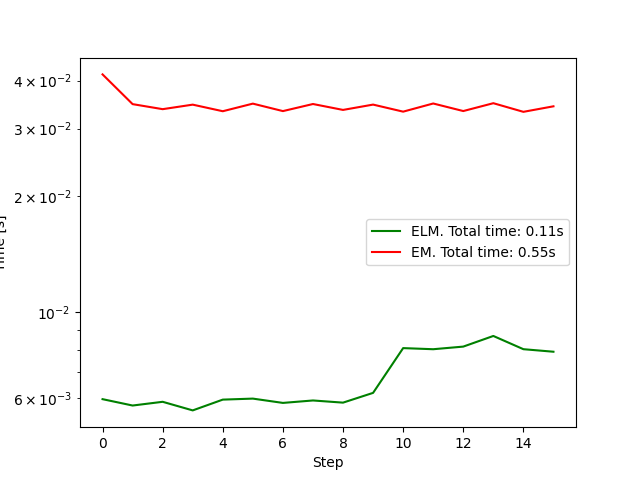 4 × 10⁻²
3 × 10⁻²
2 × 10⁻²
10⁻²
6 × 10⁻³
Time [s]
ELM. Total time: 0.11s
EM. Total time: 0.55s
0 2 4 6 8 10 12 14
Step